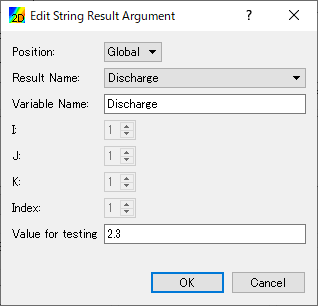 2D Edit String Result Argument ? ×
Position: Global
Result Name: Discharge
Variable Name: Discharge
I: 1
J: 1
K: 1
Index: 1
Value for testing 2.3
OK Cancel